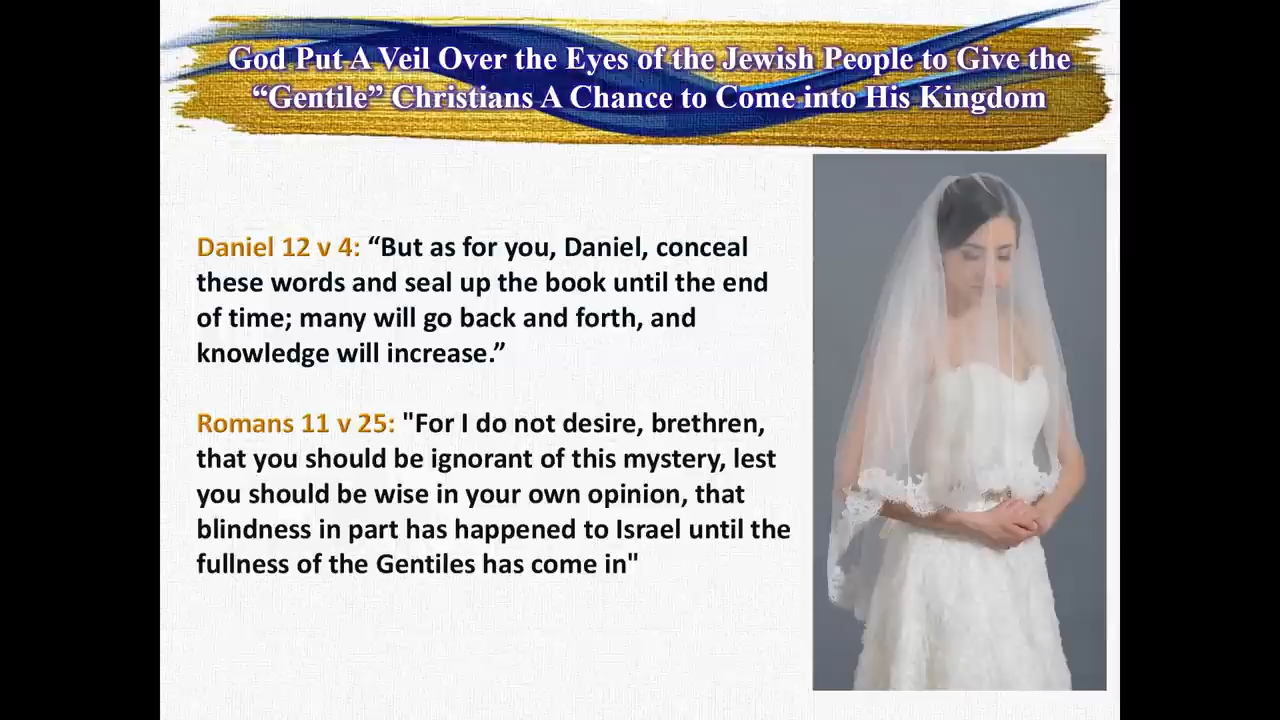 God Put A Veil Over the Eyes of the Jewish People to Give the
“Gentile” Christians A Chance to Come into His Kingdom
Daniel 12 v 4: “But as for you, Daniel, conceal
these words and seal up the book until the end
of time; many will go back and forth, and
knowledge will increase.”
Romans 11 v 25: "For I do not desire, brethren,
that you should be ignorant of this mystery, lest
you should be wise in your own opinion, that
blindness in part has happened to Israel until the
fullness of the Gentiles has come in"